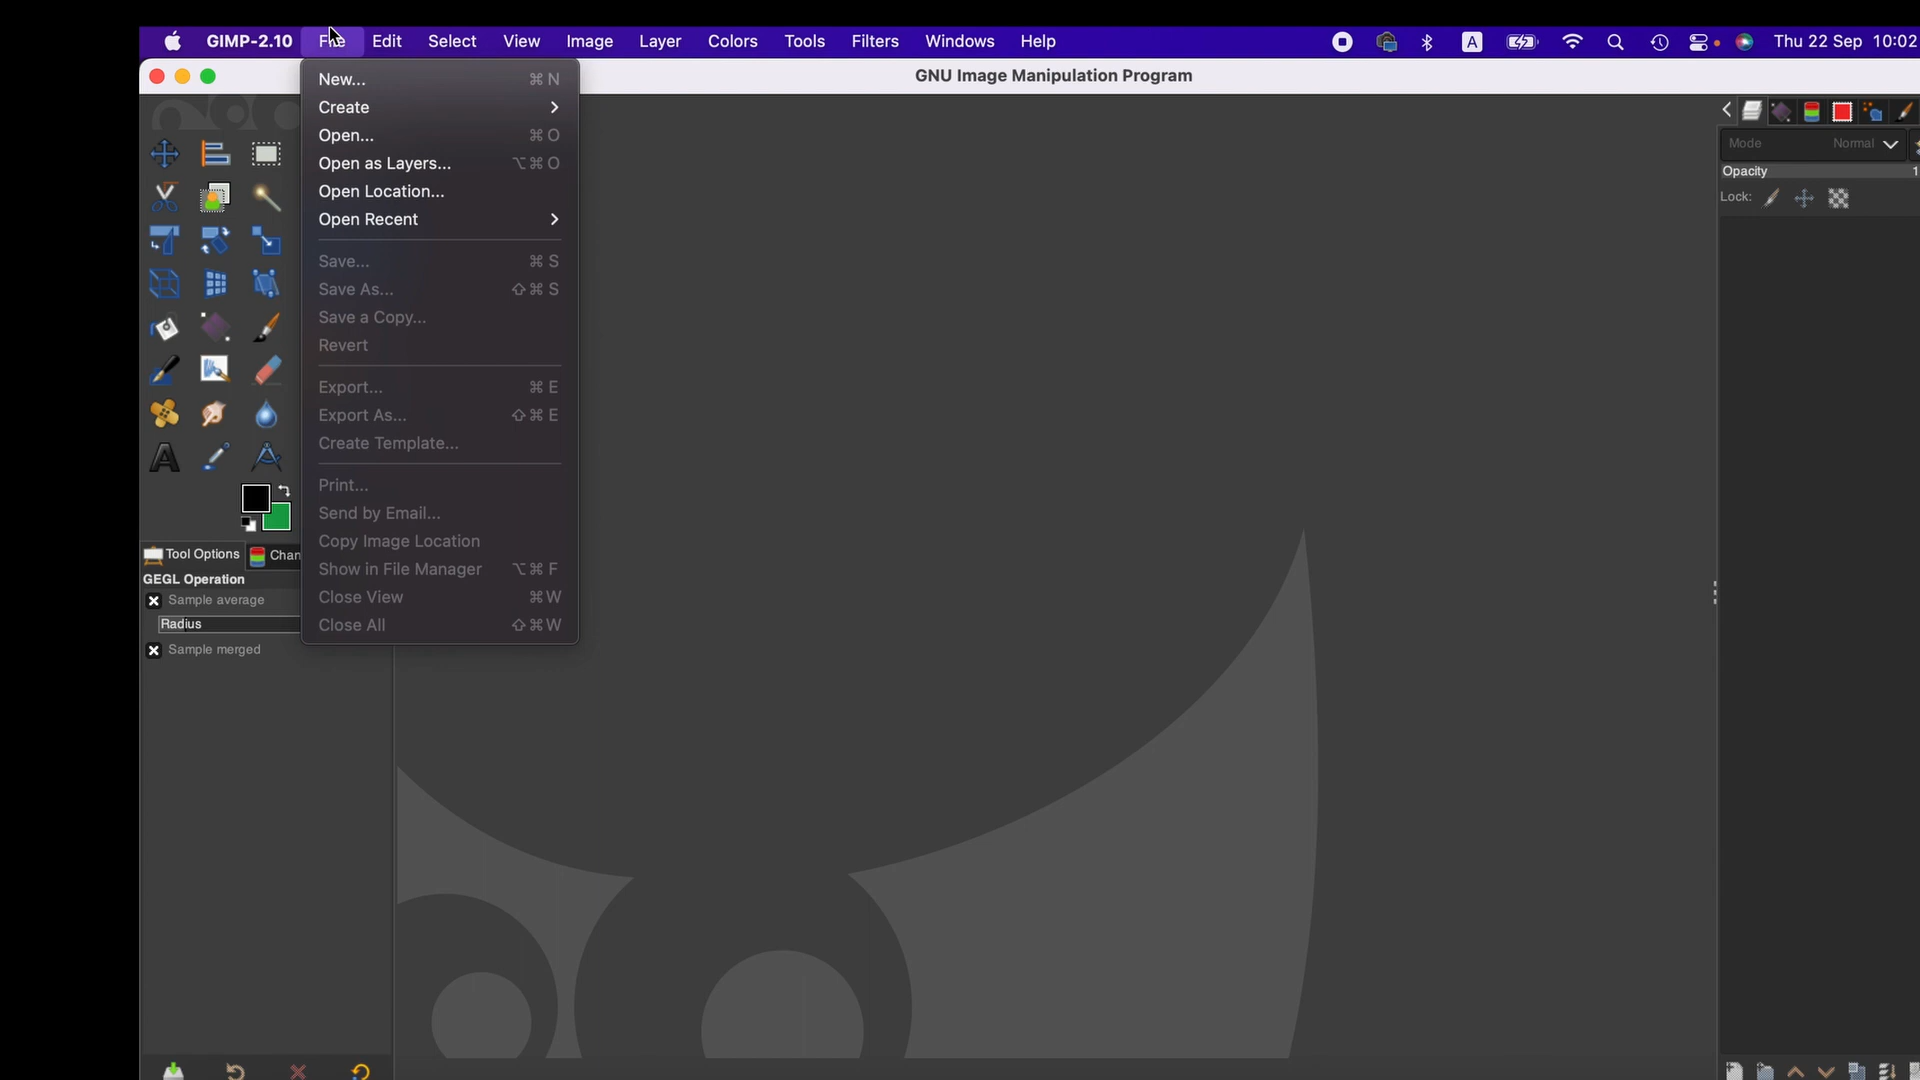 GIMP-2.10 File Edit Select View Image Layer Colors Tools Filters Windows Help A Thu 22 Sep 10:02
GNU Image Manipulation Program
New... ⌘ N
Create
Open... ⌘ O
Open as Layers... ⌥ ⌘ O
Open Location...
Open Recent
Save... ⌘ S
Save As... ⇧ ⌘ S
Save a Copy...
Revert
Export... ⌘ E
Export As... ⇧ ⌘ E
Create Template...
Print...
Send by Email...
Copy Image Location
Show in File Manager ⌥ ⌘ F
Close View ⌘ W
Close All ⇧ ⌘ W
Tool Options Chan
GEGL Operation
Sample average
Radius
Sample merged
Mode Normal
Opacity 1
Lock: